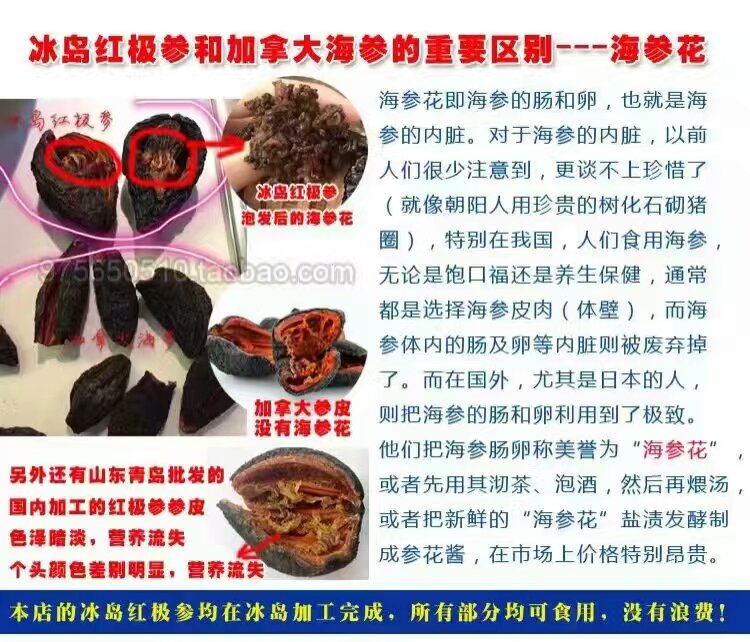 冰岛红极参和加拿大海参的重要区别---海参花
冰岛红极参
冰岛红极参
泡发后的海参花
975650510.taobao.com
加拿大海参
加拿大参皮
没有海参花
另外还有山东青岛批发的
国内加工的红极参参皮
色泽暗淡，营养流失
个头颜色差别明显，营养流失
海参花即海参的肠和卵，也就是海
参的内脏。对于海参的内脏，以前
人们很少注意到，更谈不上珍惜了
（就像朝阳人用珍贵的树化石砌猪
圈），特别在我国，人们食用海参，
无论是饱口福还是养生保健，通常
都是选择海参皮肉（体壁），而海
参体内的肠及卵等内脏则被废弃掉
了。而在国外，尤其是日本的人，
则把海参的肠和卵利用到了极致。
他们把海参肠卵称美誉为“海参花”，
或者先用其沏茶、泡酒，然后再煨汤，
或者把新鲜的“海参花”盐渍发酵制
成参花酱，在市场上价格特别昂贵。
本店的冰岛红极参均在冰岛加工完成，所有部分均可食用，没有浪费！